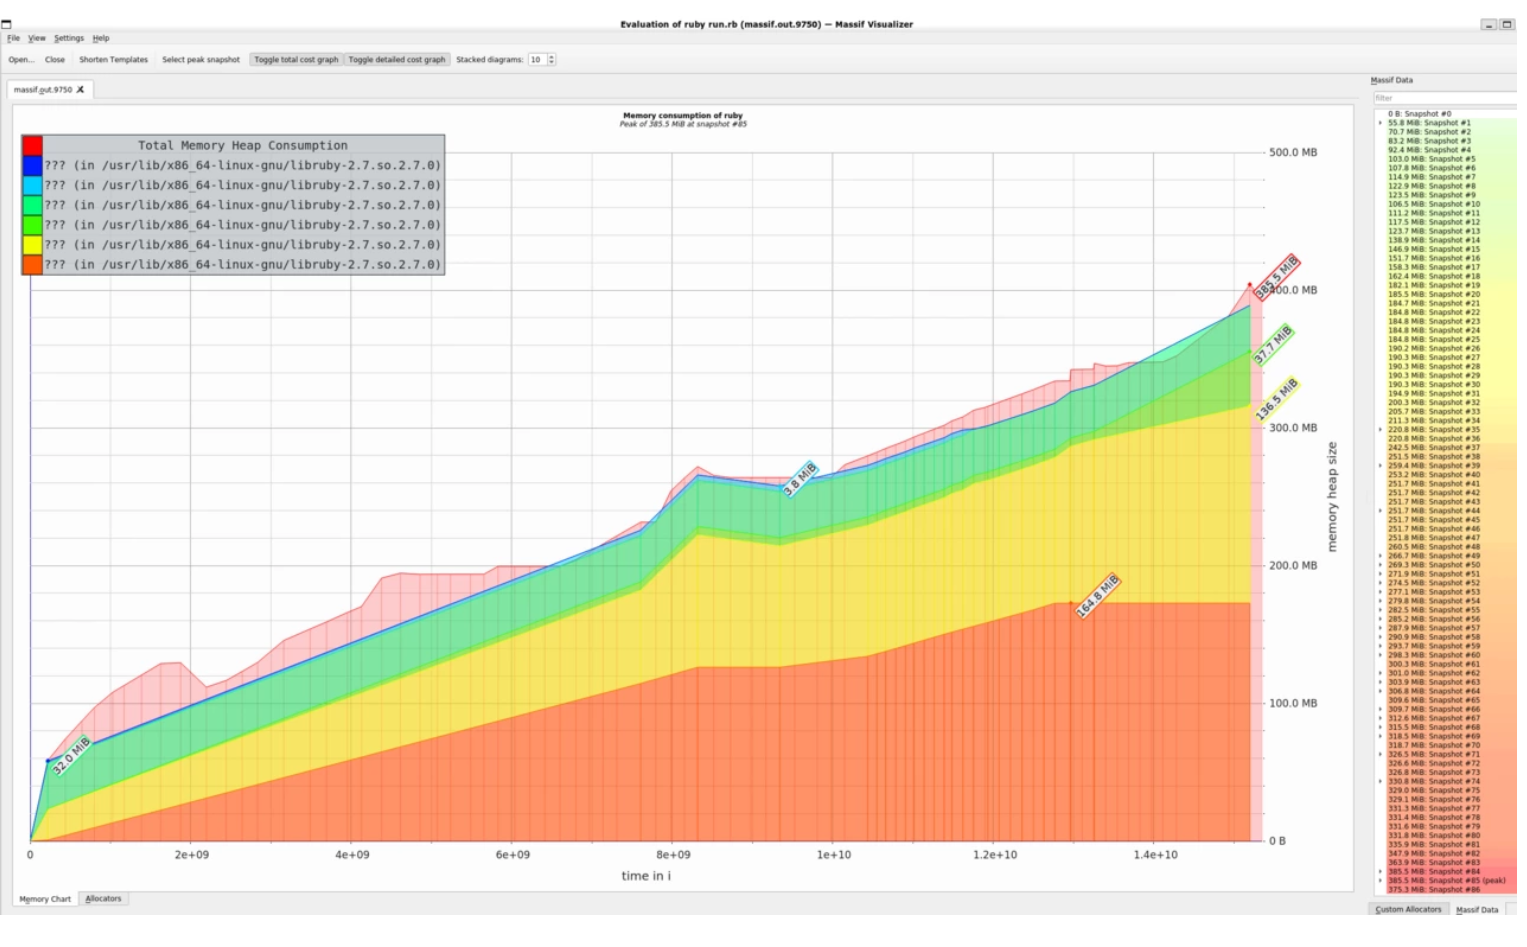 Evaluation of ruby run.rb (massif.out.9750) — Massif Visualizer
File View Settings Help
Open... Close Shorten Templates Select peak snapshot Toggle total cost graph Toggle detailed cost graph Stacked diagrams: 10
massif.out.9750
Memory consumption of ruby
Peak of 385.5 MiB at snapshot #85
Total Memory Heap Consumption
??? (in /usr/lib/x86_64-linux-gnu/libruby-2.7.so.2.7.0)
??? (in /usr/lib/x86_64-linux-gnu/libruby-2.7.so.2.7.0)
??? (in /usr/lib/x86_64-linux-gnu/libruby-2.7.so.2.7.0)
??? (in /usr/lib/x86_64-linux-gnu/libruby-2.7.so.2.7.0)
??? (in /usr/lib/x86_64-linux-gnu/libruby-2.7.so.2.7.0)
??? (in /usr/lib/x86_64-linux-gnu/libruby-2.7.so.2.7.0)
500.0 MB
385.5 MiB
37.7 MiB
136.5 MiB
300.0 MB
3.8 MiB
200.0 MB
164.8 MiB
100.0 MB
32.0 MiB
0 B
memory heap size
0 2e+09 4e+09 6e+09 8e+09 1e+10 1.2e+10 1.4e+10
time in i
Memory Chart Allocators
Massif Data
filter
0 B: Snapshot #0
55.8 MiB: Snapshot #1
70.7 MiB: Snapshot #2
83.2 MiB: Snapshot #3
92.4 MiB: Snapshot #4
103.0 MiB: Snapshot #5
107.8 MiB: Snapshot #6
114.9 MiB: Snapshot #7
122.9 MiB: Snapshot #8
123.5 MiB: Snapshot #9
106.5 MiB: Snapshot #10
111.2 MiB: Snapshot #11
117.5 MiB: Snapshot #12
123.7 MiB: Snapshot #13
138.9 MiB: Snapshot #14
146.9 MiB: Snapshot #15
151.7 MiB: Snapshot #16
158.3 MiB: Snapshot #17
162.4 MiB: Snapshot #18
182.1 MiB: Snapshot #19
185.5 MiB: Snapshot #20
184.7 MiB: Snapshot #21
184.8 MiB: Snapshot #22
184.8 MiB: Snapshot #23
184.8 MiB: Snapshot #24
184.8 MiB: Snapshot #25
190.2 MiB: Snapshot #26
190.3 MiB: Snapshot #27
190.3 MiB: Snapshot #28
190.3 MiB: Snapshot #29
190.3 MiB: Snapshot #30
194.9 MiB: Snapshot #31
200.3 MiB: Snapshot #32
205.7 MiB: Snapshot #33
211.3 MiB: Snapshot #34
220.8 MiB: Snapshot #35
220.8 MiB: Snapshot #36
242.5 MiB: Snapshot #37
251.5 MiB: Snapshot #38
259.4 MiB: Snapshot #39
253.2 MiB: Snapshot #40
251.7 MiB: Snapshot #41
251.7 MiB: Snapshot #42
251.7 MiB: Snapshot #43
251.7 MiB: Snapshot #44
251.7 MiB: Snapshot #45
251.7 MiB: Snapshot #46
251.8 MiB: Snapshot #47
260.5 MiB: Snapshot #48
266.7 MiB: Snapshot #49
269.3 MiB: Snapshot #50
271.9 MiB: Snapshot #51
274.5 MiB: Snapshot #52
277.1 MiB: Snapshot #53
279.8 MiB: Snapshot #54
282.5 MiB: Snapshot #55
285.2 MiB: Snapshot #56
287.9 MiB: Snapshot #57
290.9 MiB: Snapshot #58
293.7 MiB: Snapshot #59
298.3 MiB: Snapshot #60
300.3 MiB: Snapshot #61
301.0 MiB: Snapshot #62
303.9 MiB: Snapshot #63
306.8 MiB: Snapshot #64
309.6 MiB: Snapshot #65
309.7 MiB: Snapshot #66
312.6 MiB: Snapshot #67
315.5 MiB: Snapshot #68
318.5 MiB: Snapshot #69
318.7 MiB: Snapshot #70
326.5 MiB: Snapshot #71
326.6 MiB: Snapshot #72
326.8 MiB: Snapshot #73
330.8 MiB: Snapshot #74
329.0 MiB: Snapshot #75
329.1 MiB: Snapshot #76
331.3 MiB: Snapshot #77
331.4 MiB: Snapshot #78
331.6 MiB: Snapshot #79
331.8 MiB: Snapshot #80
335.9 MiB: Snapshot #81
347.9 MiB: Snapshot #82
363.9 MiB: Snapshot #83
385.5 MiB: Snapshot #84
385.5 MiB: Snapshot #85 (peak)
375.3 MiB: Snapshot #86
Custom Allocators Massif Data